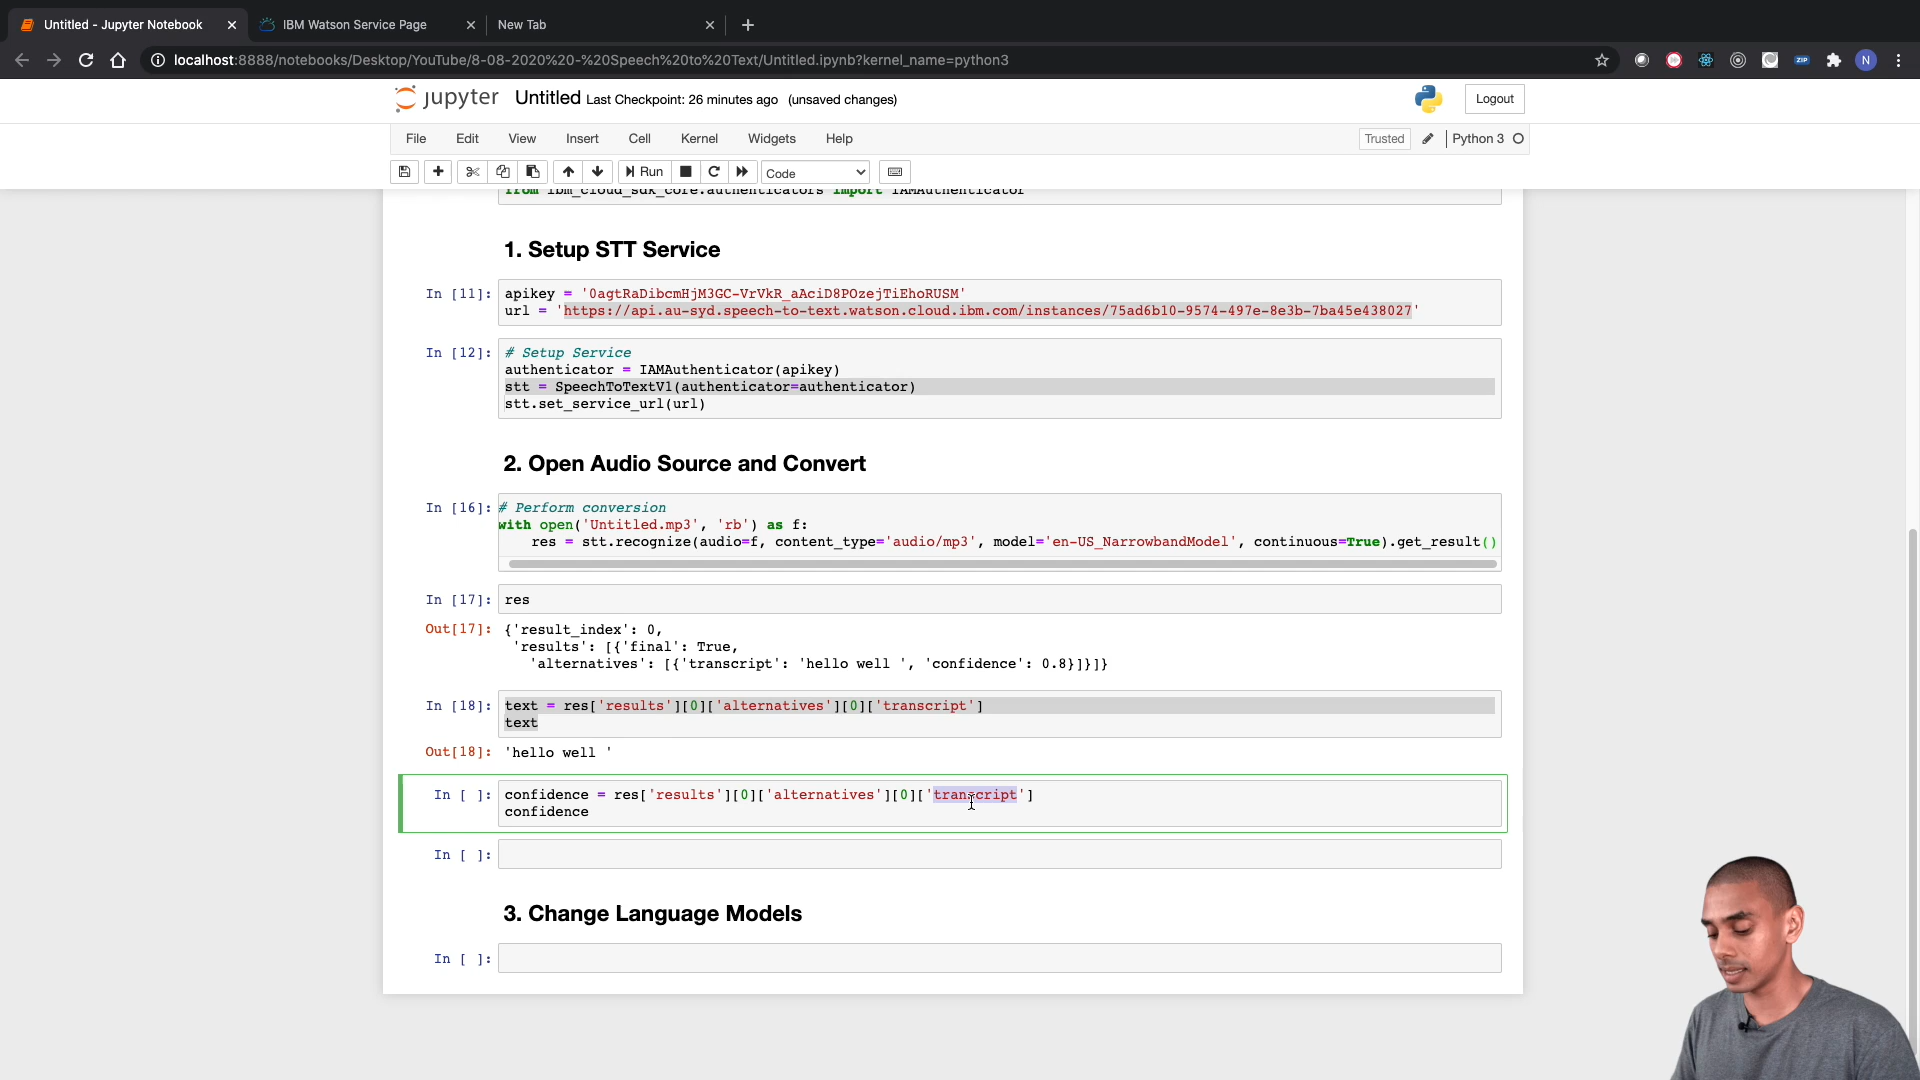 Untitled - Jupyter Notebook
IBM Watson Service Page
New Tab
localhost:8888/notebooks/Desktop/YouTube/8-08-2020%20-%20Speech%20to%20Text/Untitled.ipynb?kernel_name=python3
ZIP
N
jupyter Untitled Last Checkpoint: 26 minutes ago (unsaved changes)
Logout
File Edit View Insert Cell Kernel Widgets Help
Trusted Python 3
Run Code
from ibm_cloud_sdk_core.authenticators import IAMAuthenticator
1. Setup STT Service
In [11]: apikey = '0agtRaDibcmHjM3GC-VrVkR_aAciD8POzejTiEhoRUSM'
url = 'https://api.au-syd.speech-to-text.watson.cloud.ibm.com/instances/75ad6b10-9574-497e-8e3b-7ba45e438027'
In [12]: # Setup Service
authenticator = IAMAuthenticator(apikey)
stt = SpeechToTextV1(authenticator=authenticator)
stt.set_service_url(url)
2. Open Audio Source and Convert
In [16]: # Perform conversion
with open('Untitled.mp3', 'rb') as f:
res = stt.recognize(audio=f, content_type='audio/mp3', model='en-US_NarrowbandModel', continuous=True).get_result()
In [17]: res
Out[17]: {'result_index': 0,
'results': [{'final': True,
'alternatives': [{'transcript': 'hello well ', 'confidence': 0.8}]}]}
In [18]: text = res['results'][0]['alternatives'][0]['transcript']
text
Out[18]: 'hello well '
In [ ]: confidence = res['results'][0]['alternatives'][0]['transcript']
confidence
In [ ]:
3. Change Language Models
In [ ]: